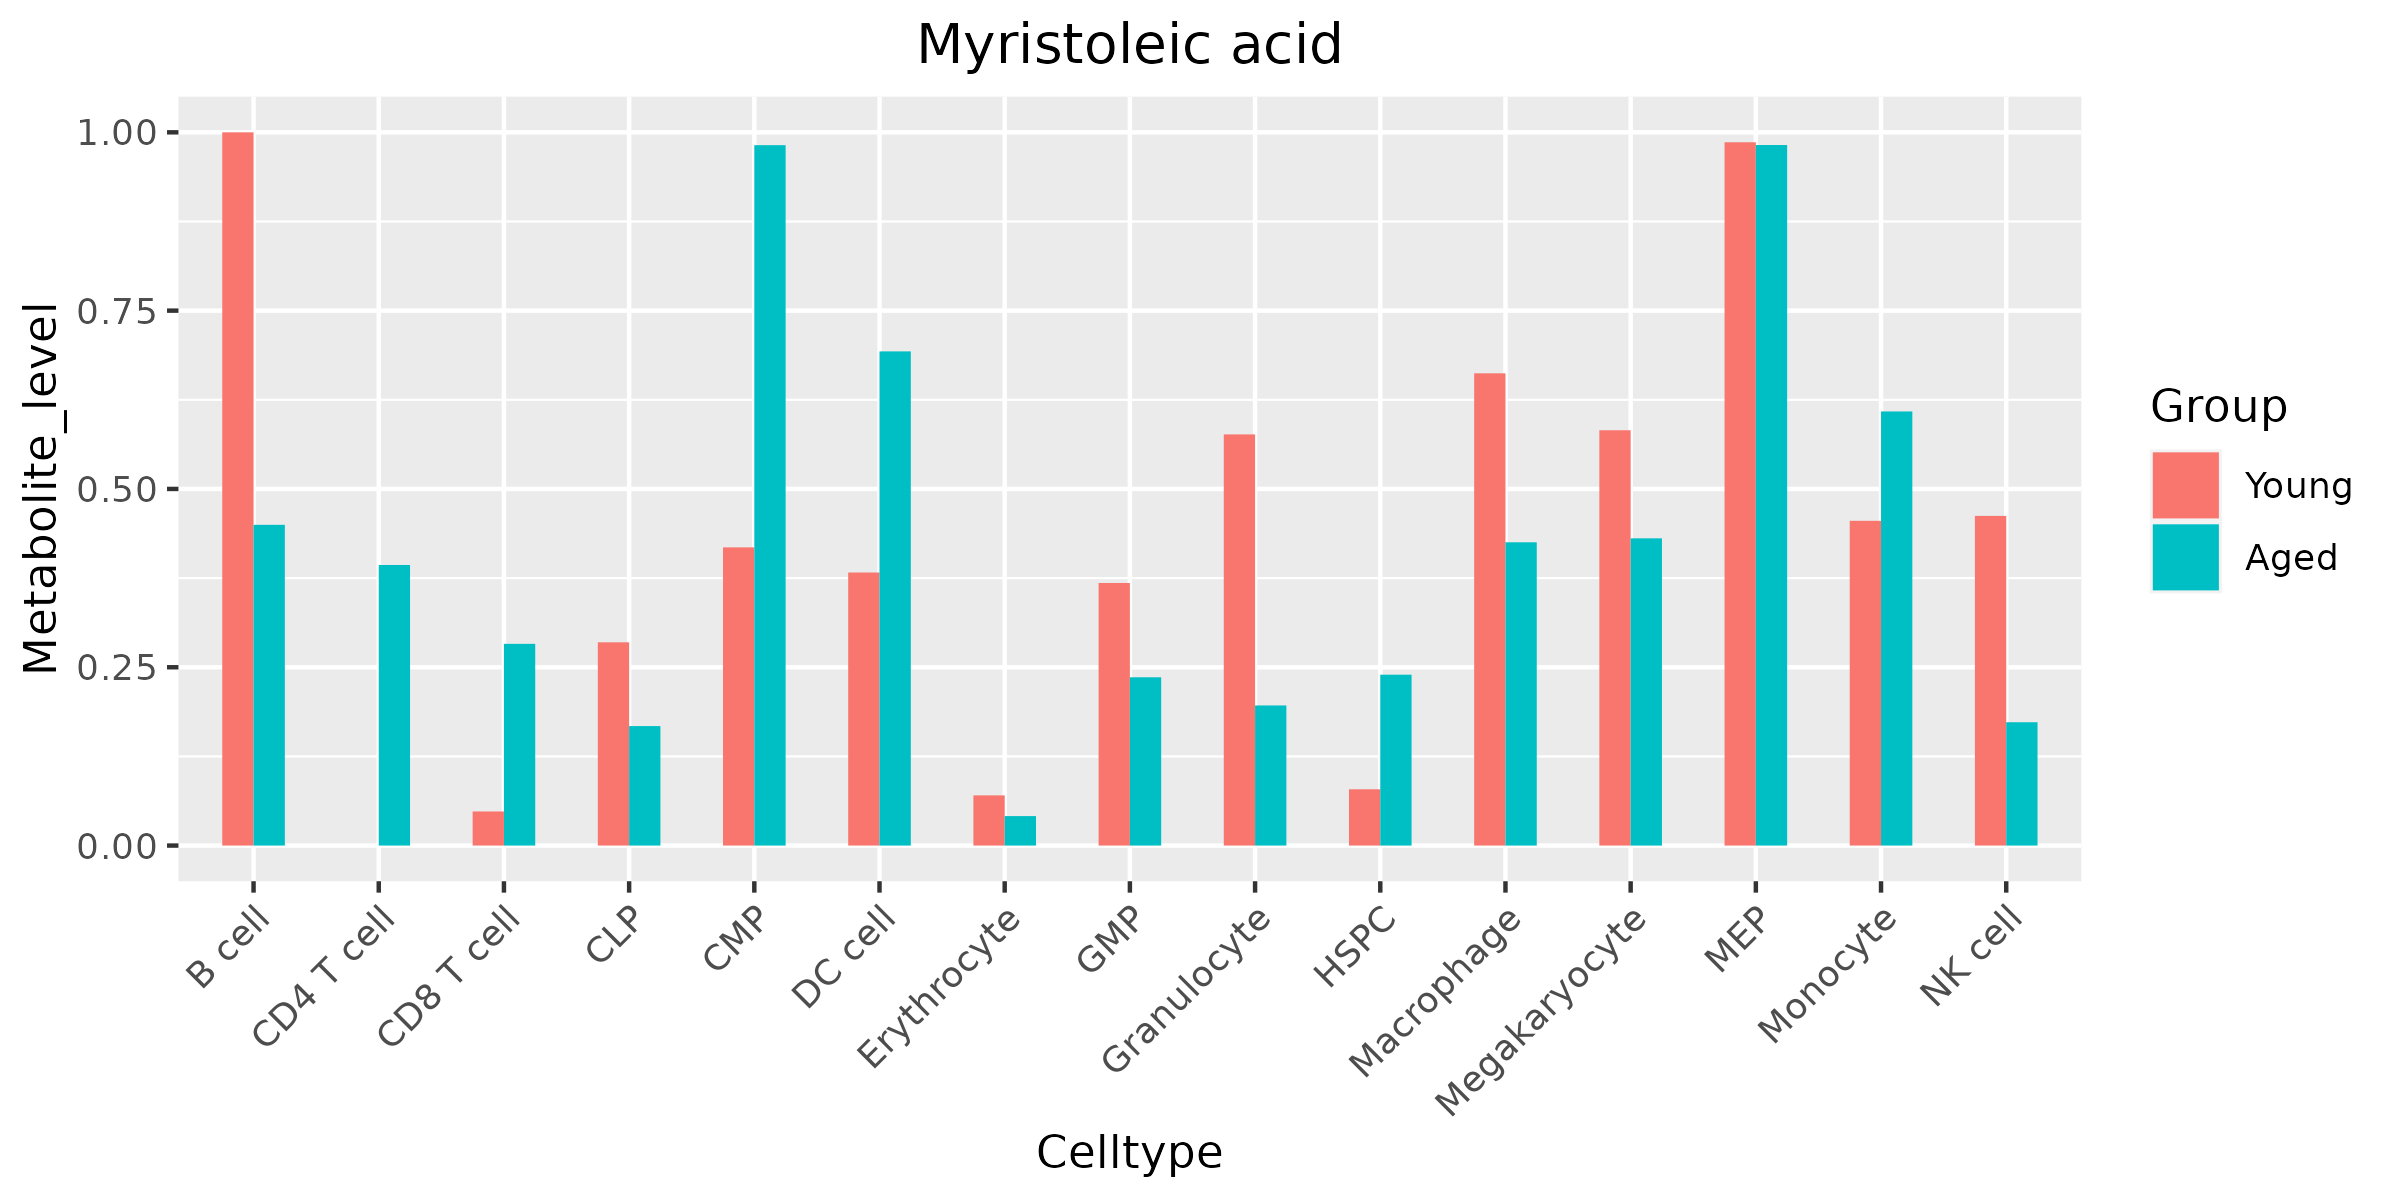 Myristoleic acid
Metabolite_level
1.00
0.75
0.50
0.25
0.00
B cell
CD4 T cell
CD8 T cell
CLP
CMP
DC cell
Erythrocyte
GMP
Granulocyte
HSPC
Macrophage
Megakaryocyte
MEP
Monocyte
NK cell
Celltype
Group
Young
Aged